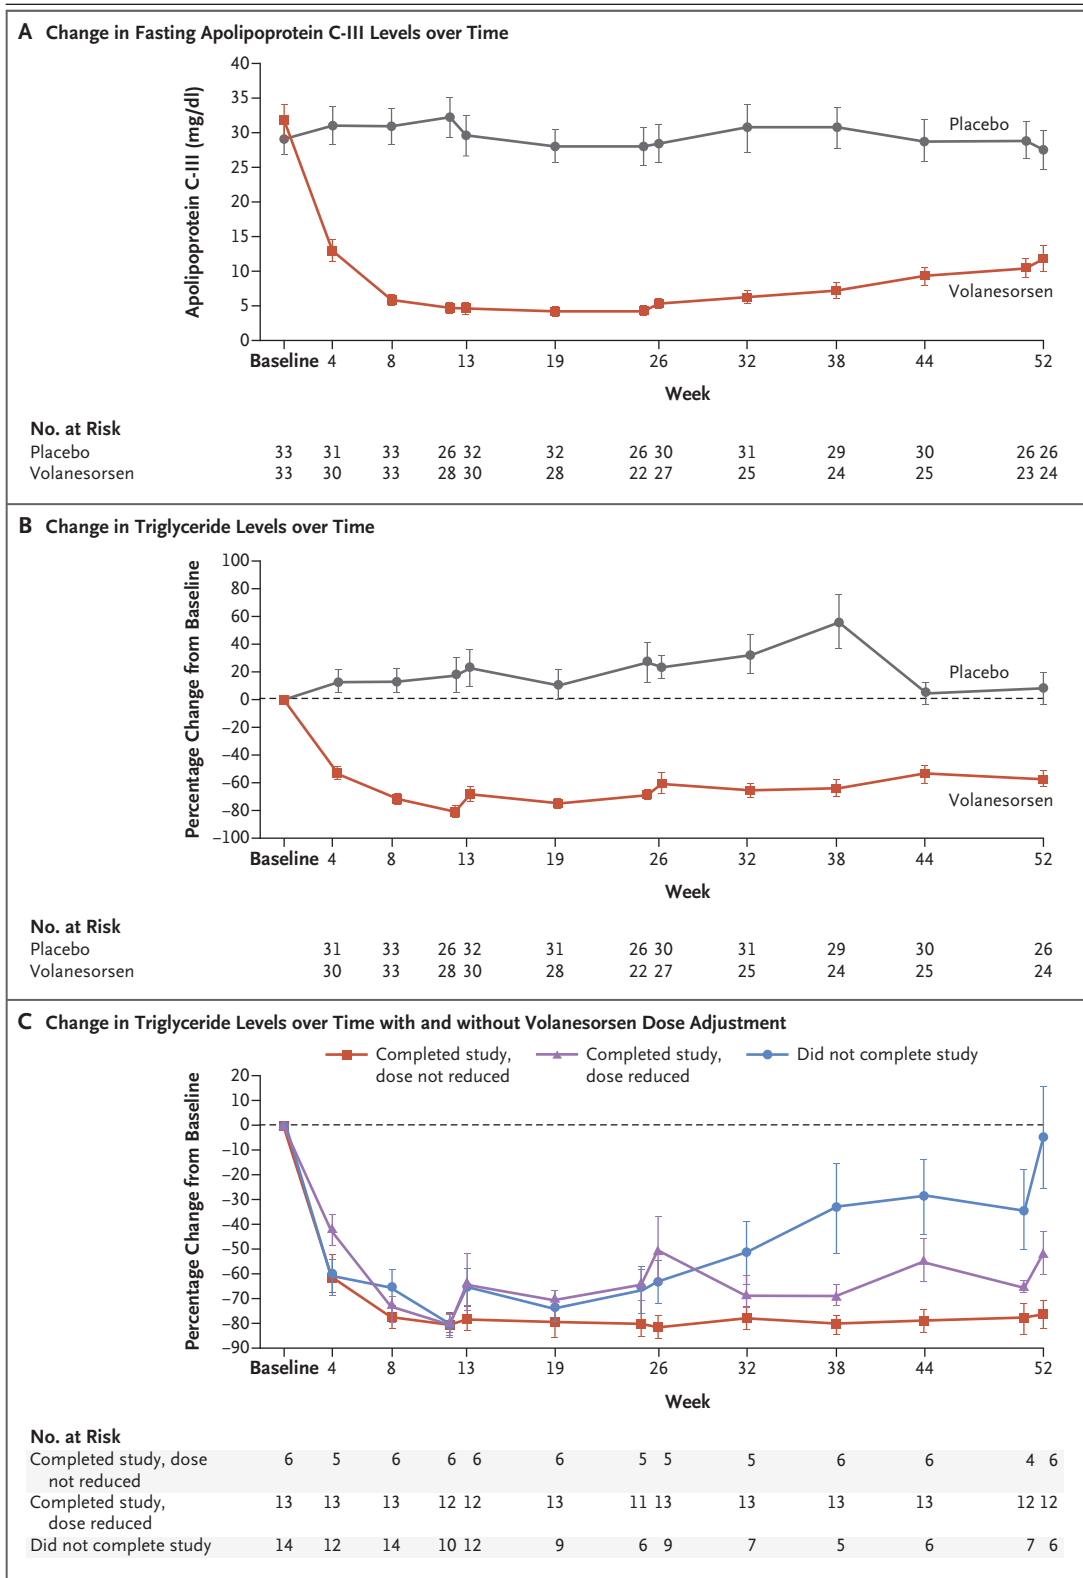 A Change in Fasting Apolipoprotein C-III Levels over Time
Apolipoprotein C-III (mg/dl)
40
35
30
25
20
15
10
5
0
Placebo
Volanesorsen
Baseline 4 8 13 19 26 32 38 44 52
Week
No. at Risk
Placebo 33 31 33 26 32 32 26 30 31 29 30 26 26
Volanesorsen 33 30 33 28 30 28 22 27 25 24 25 23 24
B Change in Triglyceride Levels over Time
Percentage Change from Baseline
100
80
60
40
20
0
−20
−40
−60
−80
−100
Placebo
Volanesorsen
Baseline 4 8 13 19 26 32 38 44 52
Week
No. at Risk
Placebo 31 33 26 32 31 26 30 31 29 30 26
Volanesorsen 30 33 28 30 28 22 27 25 24 25 24
C Change in Triglyceride Levels over Time with and without Volanesorsen Dose Adjustment
Completed study, dose not reduced
Completed study, dose reduced
Did not complete study
Percentage Change from Baseline
20
10
0
−10
−20
−30
−40
−50
−60
−70
−80
−90
Baseline 4 8 13 19 26 32 38 44 52
Week
No. at Risk
Completed study, dose 6 5 6 6 6 6 5 5 5 6 6 4 6
not reduced
Completed study, 13 13 13 12 12 13 11 13 13 13 13 12 12
dose reduced
Did not complete study 14 12 14 10 12 9 6 9 7 5 6 7 6